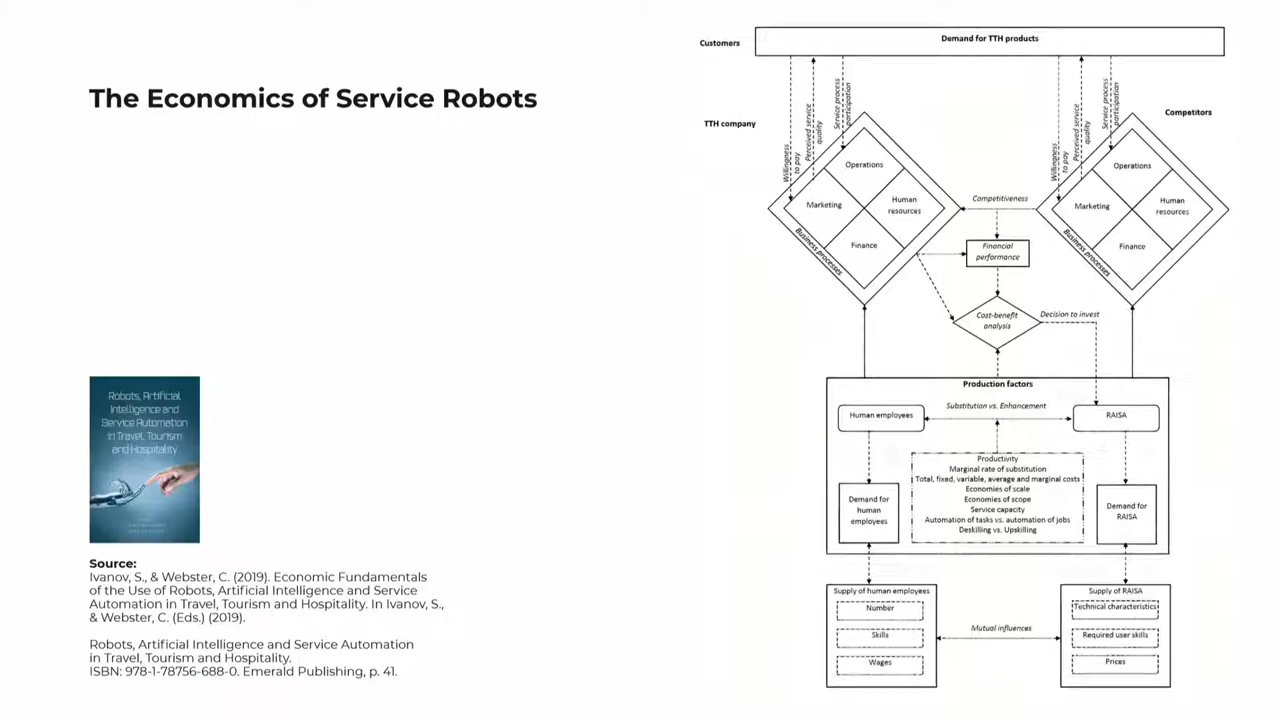 The Economics of Service Robots
Robots, Artificial
Intelligence and
Service Automation
in Travel, Tourism
and Hospitality
Source:
Ivanov, S., & Webster, C. (2019). Economic Fundamentals
of the Use of Robots, Artificial Intelligence and Service
Automation in Travel, Tourism and Hospitality. In Ivanov, S.,
& Webster, C. (Eds.) (2019).
Robots, Artificial Intelligence and Service Automation
in Travel, Tourism and Hospitality.
ISBN: 978-1-78756-688-0. Emerald Publishing, p. 41.
Customers
Demand for TTH products
TTH company
Competitors
Willingness
to pay
Perceived service
quality
Service process
participation
Willingness
to pay
Perceived service
quality
Service process
participation
Operations
Marketing
Human
resources
Finance
Business processes
Operations
Marketing
Human
resources
Finance
Business processes
Competitiveness
Financial
performance
Cost-benefit
analysis
Decision to invest
Production factors
Human employees
Substitution vs. Enhancement
RAISA
Productivity
Marginal rate of substitution
Total, fixed, variable, average and marginal costs
Economies of scale
Economies of scope
Service capacity
Automation of tasks vs. automation of jobs
Deskilling vs. Upskilling
Demand for
human
employees
Demand for
RAISA
Supply of human employees
Number
Skills
Wages
Mutual influences
Supply of RAISA
Technical characteristics
Required user skills
Prices